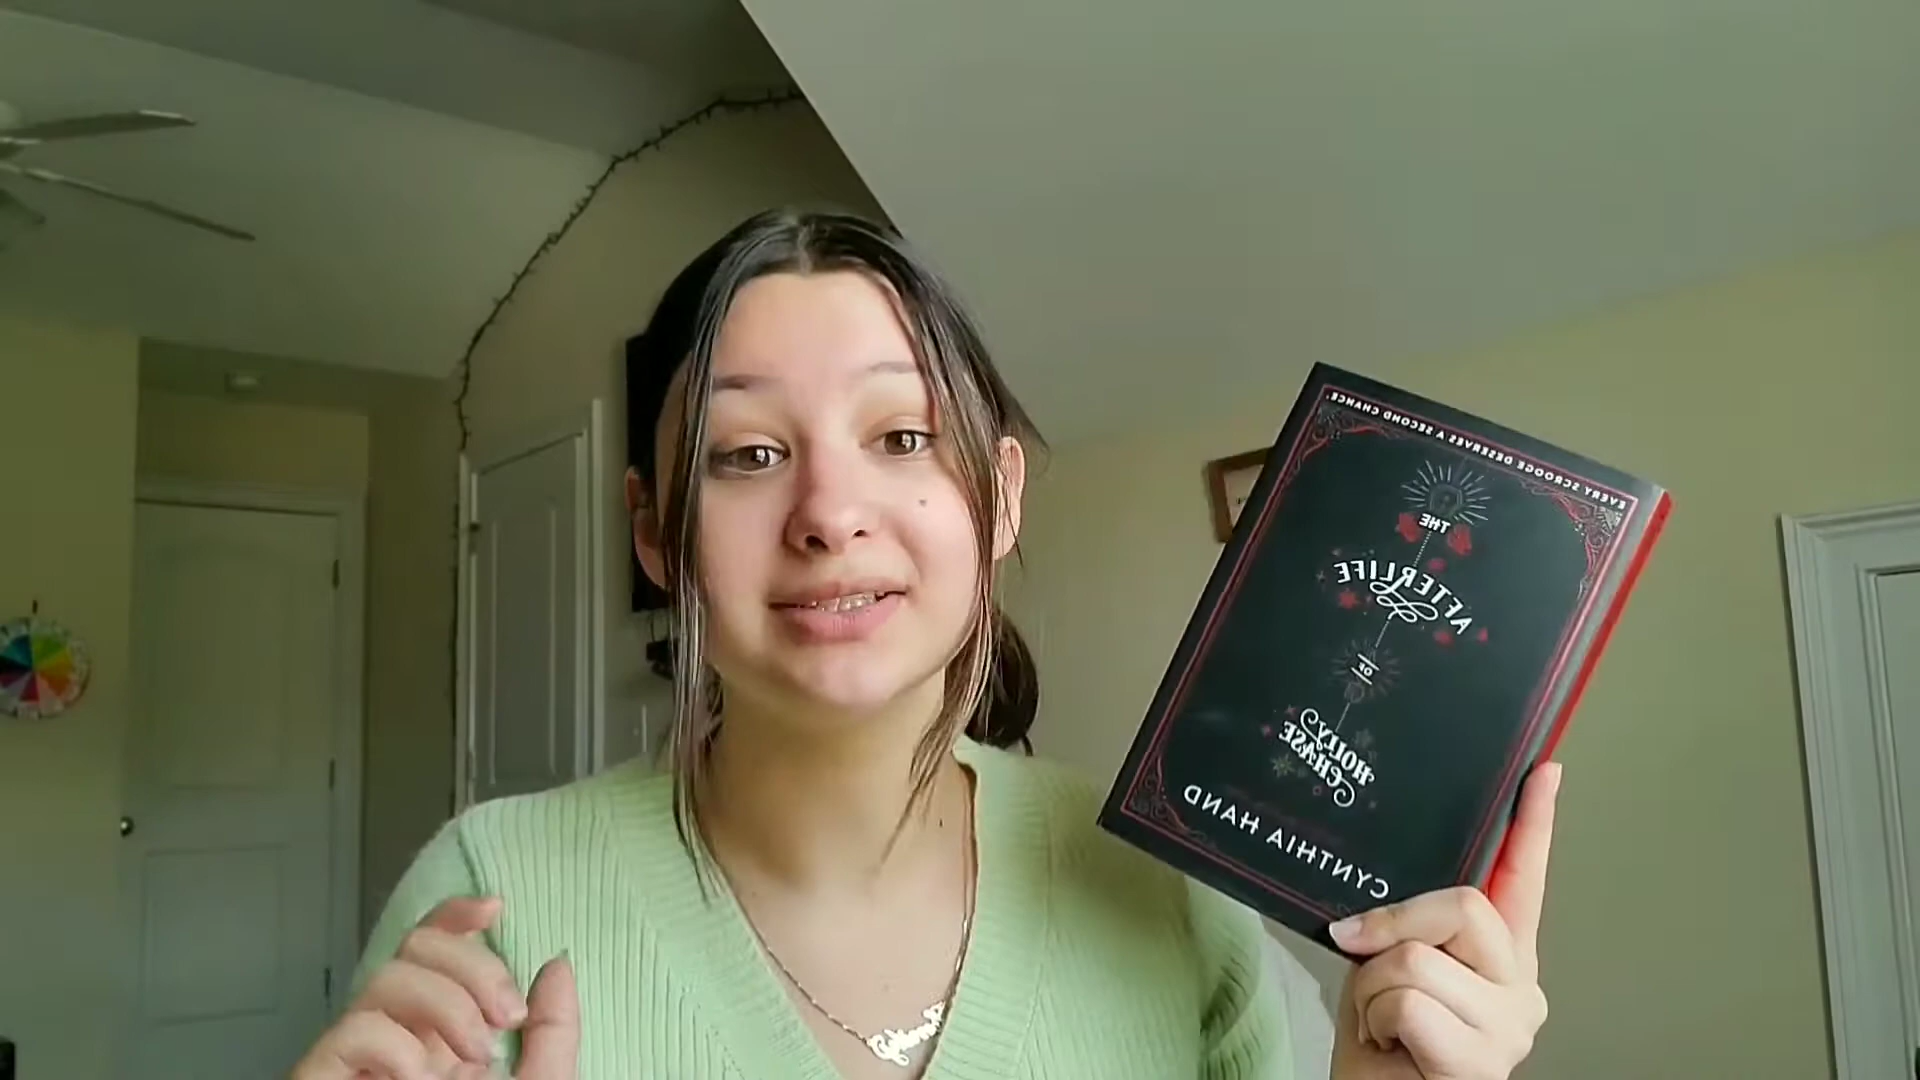 EVERY SCROOGE DESERVES A SECOND CHANCE.
THE
AFTERLIFE
OF
HOLLY
CHASE
CYNTHIA HAND